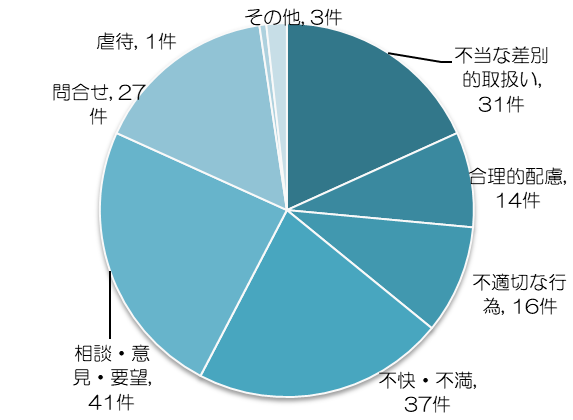 その他, 3件
不当な差別
的取扱い,
31件
合理的配慮,
14件
不適切な行
為, 16件
不快・不満,
37件
相談・意
見・要望,
41件
問合せ, 27
件
虐待, 1件